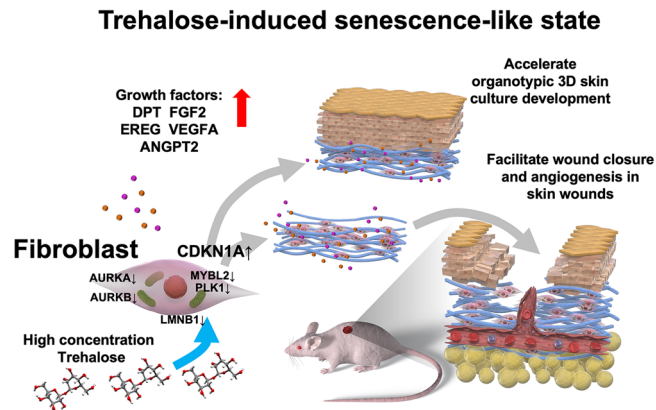 Trehalose-induced senescence-like state
Growth factors:
DPT FGF2
EREG VEGFA
ANGPT2
Accelerate
organotypic 3D skin
culture development
Facilitate wound closure
and angiogenesis in
skin wounds
Fibroblast
CDKN1A↑
AURKA↓
MYBL2↓
PLK1↓
AURKB↓
LMNB1↓
High concentration
Trehalose